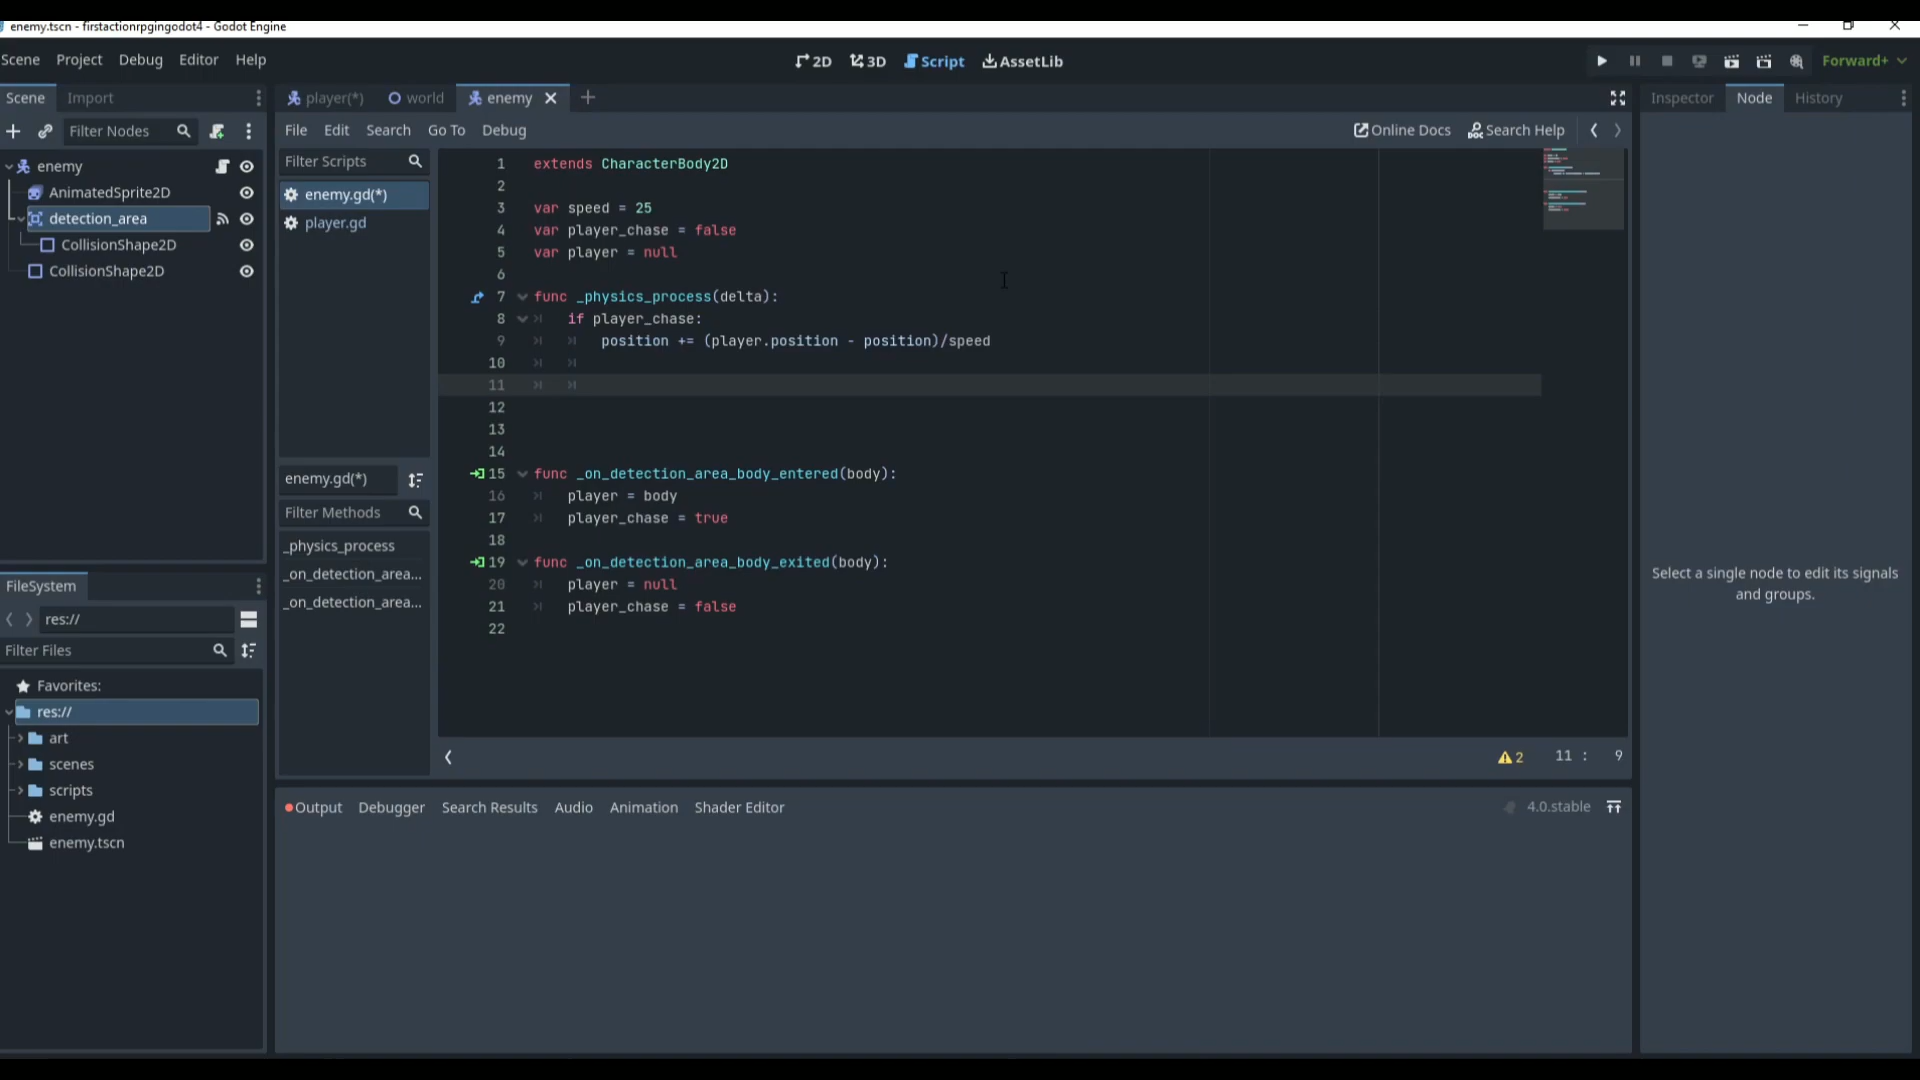 enemy.tscn - firstactionrpgingodot4 - Godot Engine
Scene Project Debug Editor Help
2D 3D Script AssetLib
Forward+
Scene Import
player(*) world enemy
Inspector Node History
Filter Nodes
File Edit Search Go To Debug
Online Docs Search Help
enemy
AnimatedSprite2D
detection_area
CollisionShape2D
CollisionShape2D
Filter Scripts
enemy.gd(*)
player.gd
enemy.gd(*)
Filter Methods
_physics_process
_on_detection_area...
_on_detection_area...
1 extends CharacterBody2D
2
3 var speed = 25
4 var player_chase = false
5 var player = null
6
7 func _physics_process(delta):
8 if player_chase:
9 position += (player.position - position)/speed
10
11
12
13
14
15 func _on_detection_area_body_entered(body):
16 player = body
17 player_chase = true
18
19 func _on_detection_area_body_exited(body):
20 player = null
21 player_chase = false
22
2 11 : 9
Select a single node to edit its signals
and groups.
FileSystem
res://
Filter Files
Favorites:
res://
art
scenes
scripts
enemy.gd
enemy.tscn
Output Debugger Search Results Audio Animation Shader Editor
4.0.stable